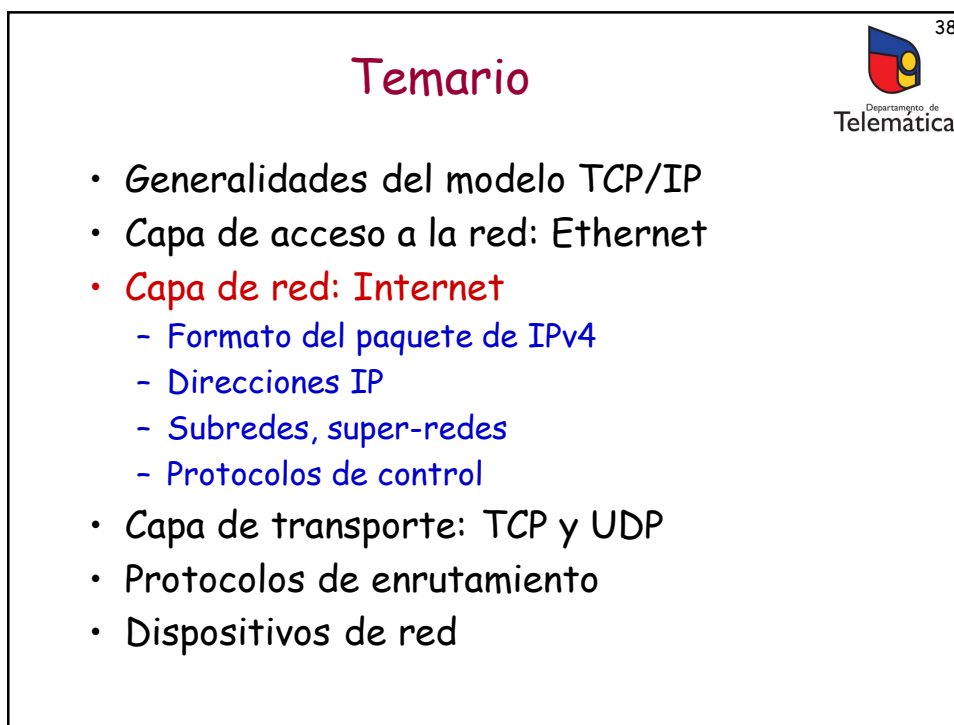 38
Temario
Departamento de
Telemática
• Generalidades del modelo TCP/IP
• Capa de acceso a la red: Ethernet
• Capa de red: Internet
– Formato del paquete de IPv4
– Direcciones IP
– Subredes, super-redes
– Protocolos de control
• Capa de transporte: TCP y UDP
• Protocolos de enrutamiento
• Dispositivos de red